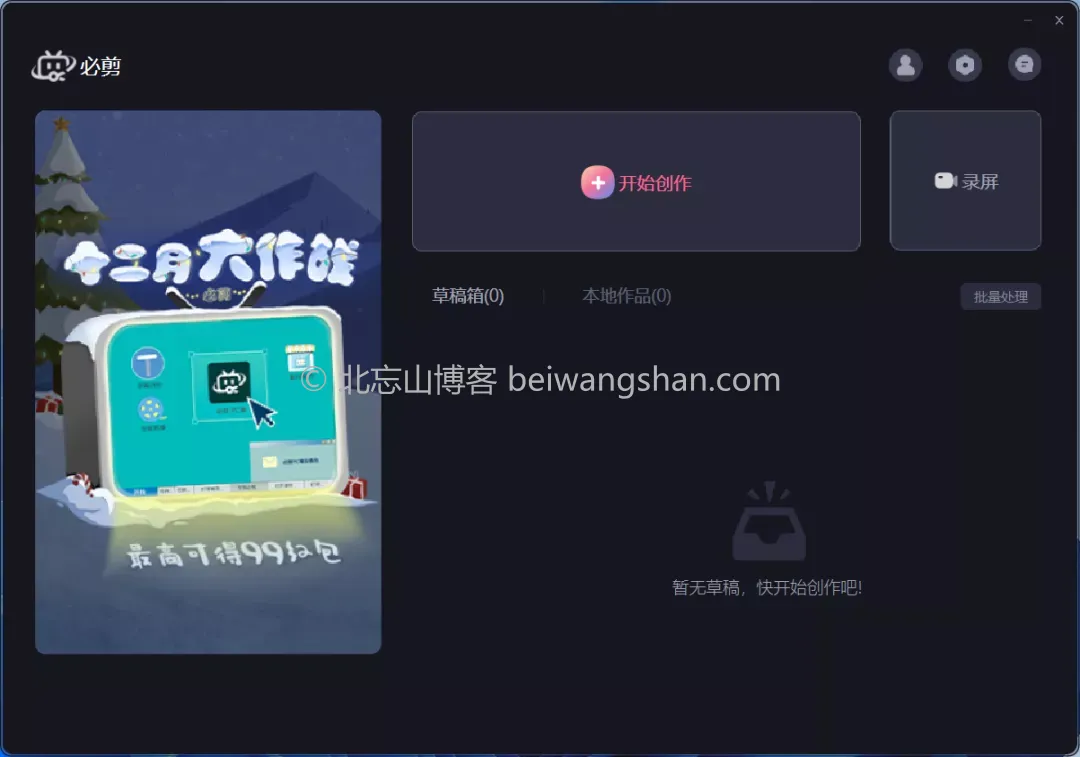 必剪
十二月大作战
必剪
最高可得99红包
开始创作
录屏
草稿箱(0)
本地作品(0)
批量处理
© 北忘山博客 beiwangshan.com
暂无草稿，快开始创作吧!